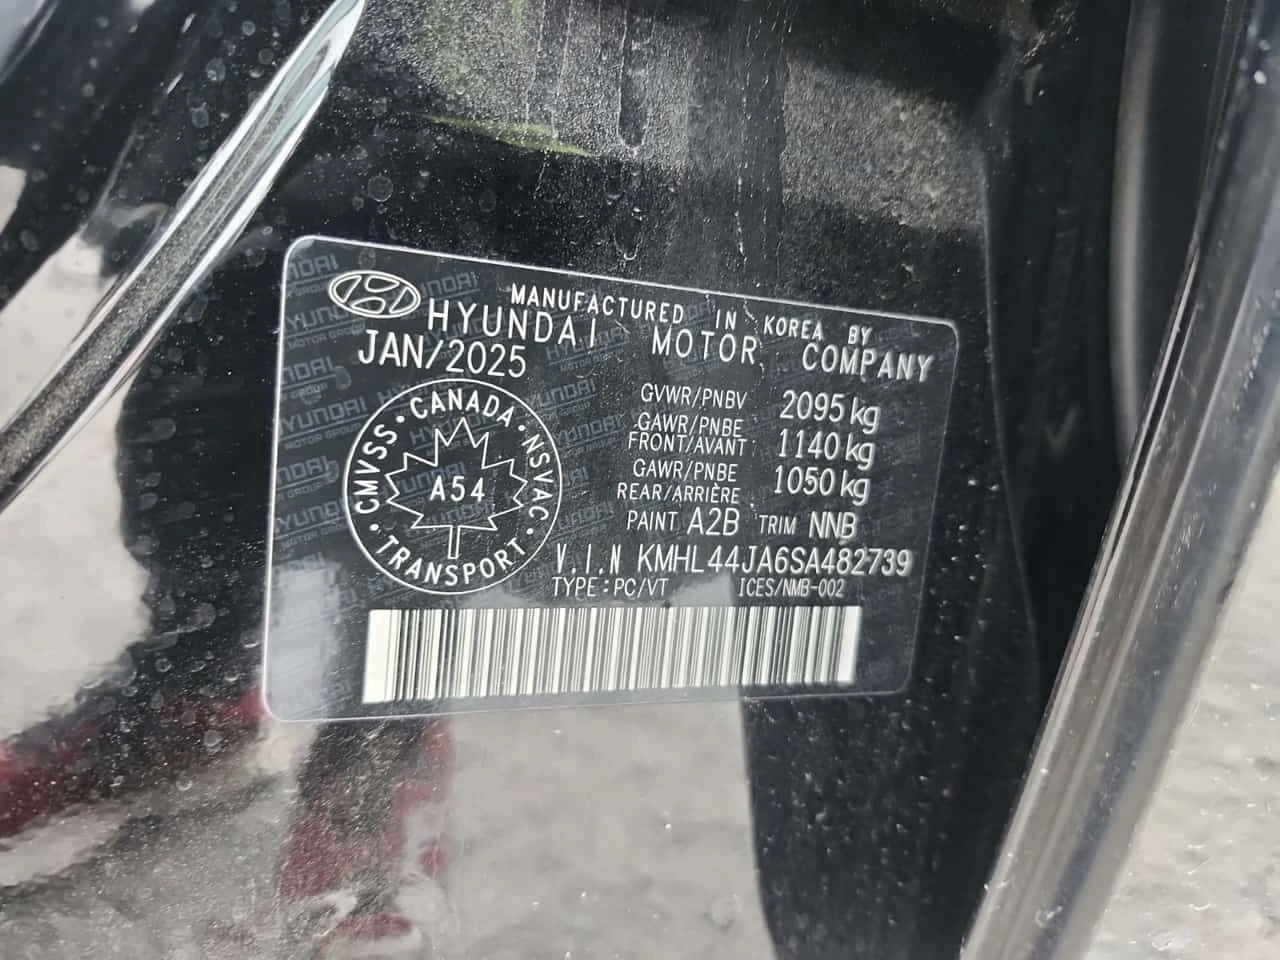 MANUFACTURED IN KOREA BY
HYUNDAI MOTOR COMPANY
JAN/2025
CANADA · NSVAC · TRANSPORT · CMVSS ·
A54
GVWR/PNBV 2095 kg
GAWR/PNBE
FRONT/AVANT 1140 kg
GAWR/PNBE
REAR/ARRIÈRE 1050 kg
PAINT A2B TRIM NNB
V.I.N KMHL44JA6SA482739
TYPE : PC/VT ICES/NMB-002